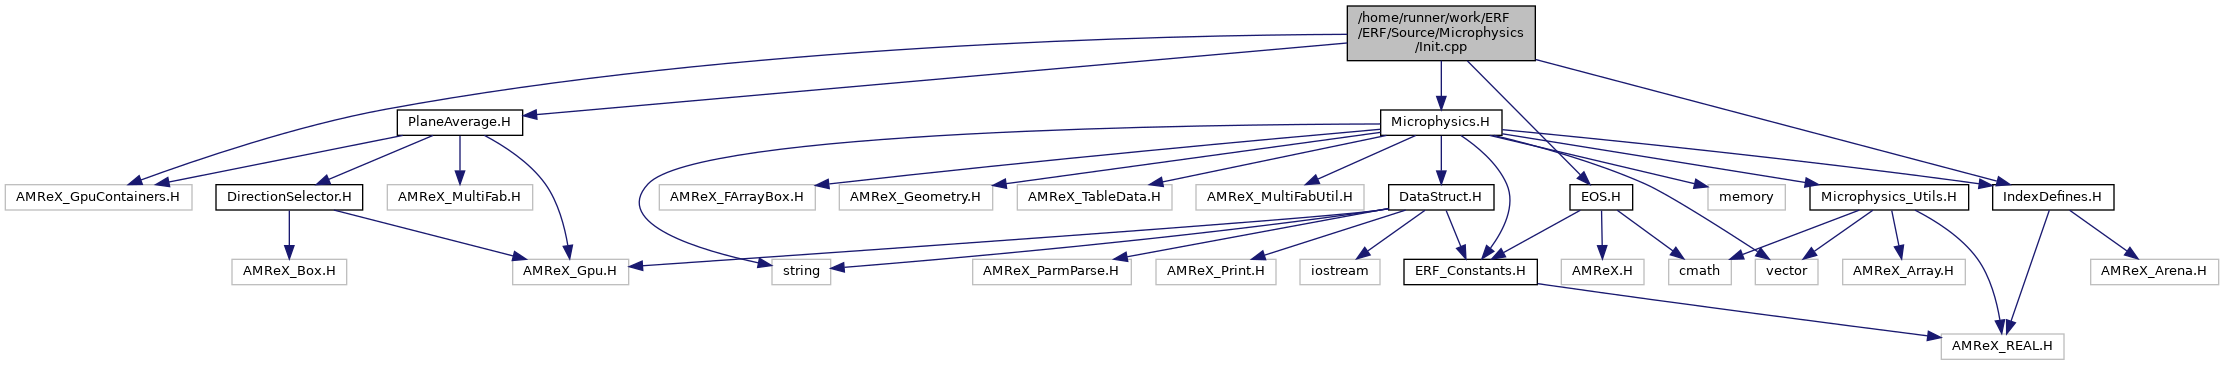 /home/runner/work/ERF
/ERF/Source/Microphysics
/Init.cpp
PlaneAverage.H
Microphysics.H
AMReX_GpuContainers.H
DirectionSelector.H
AMReX_MultiFab.H
AMReX_FArrayBox.H
AMReX_Geometry.H
AMReX_TableData.H
AMReX_MultiFabUtil.H
DataStruct.H
EOS.H
memory
Microphysics_Utils.H
IndexDefines.H
AMReX_Box.H
AMReX_Gpu.H
string
AMReX_ParmParse.H
AMReX_Print.H
iostream
ERF_Constants.H
AMReX.H
cmath
vector
AMReX_Array.H
AMReX_Arena.H
AMReX_REAL.H